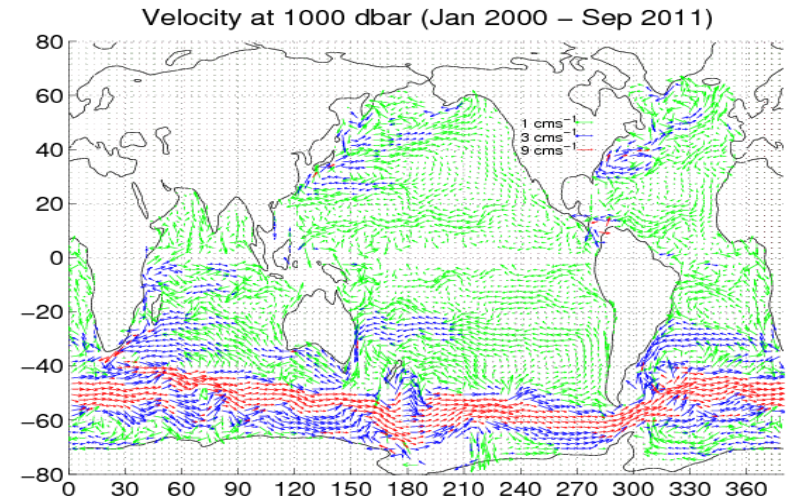 Velocity at 1000 dbar (Jan 2000 − Sep 2011)
80
60
1 cms⁻¹
3 cms⁻¹
9 cms⁻¹
40
20
0
−20
−40
−60
−80
0 30 60 90 120 150 180 210 240 270 300 330 360